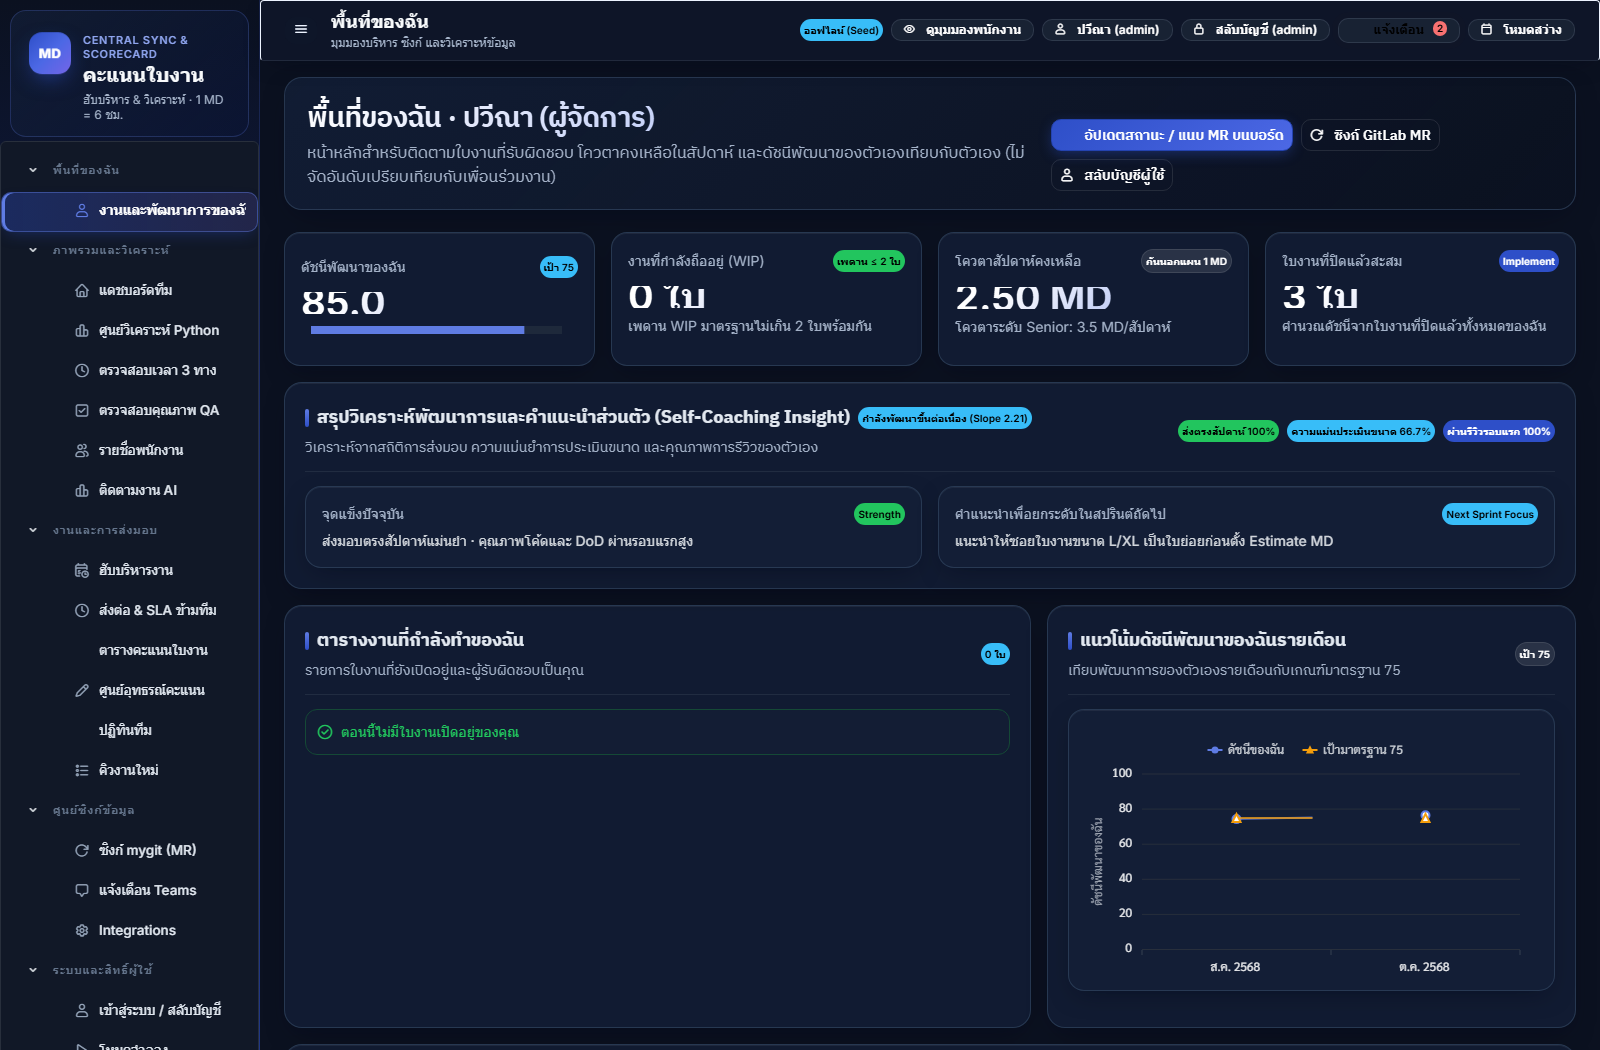 MD
CENTRAL SYNC &
SCORECARD
คะแนนใบงาน
ฮับบริหาร & วิเคราะห์ · 1 MD
= 6 ชม.
พื้นที่ของฉัน
งานและพัฒนาการของฉั
ภาพรวมและวิเคราะห์
แดชบอร์ดทีม
ศูนย์วิเคราะห์ Python
ตรวจสอบเวลา 3 ทาง
ตรวจสอบคุณภาพ QA
รายชื่อพนักงาน
ติดตามงาน AI
งานและการส่งมอบ
ฮับบริหารงาน
ส่งต่อ & SLA ข้ามทีม
ตารางคะแนนใบงาน
ศูนย์อุทธรณ์คะแนน
ปฏิทินทีม
คิวงานใหม่
ศูนย์ซิงก์ข้อมูล
ซิงก์ mygit (MR)
แจ้งเตือน Teams
Integrations
ระบบและสิทธิ์ผู้ใช้
เข้าสู่ระบบ / สลับบัญชี
พื้นที่ของฉัน
มุมมองบริหาร ซิงก์ และวิเคราะห์ข้อมูล
ออฟไลน์ (Seed)
ดูมุมมองพนักงาน
ปวีณา (admin)
สลับบัญชี (admin)
แจ้งเตือน 2
โหมดสว่าง
พื้นที่ของฉัน · ปวีณา (ผู้จัดการ)
หน้าหลักสำหรับติดตามใบงานที่รับผิดชอบ โควตาคงเหลือในสัปดาห์ และดัชนีพัฒนาของตัวเองเทียบกับตัวเอง (ไม่
จัดอันดับเปรียบเทียบกับเพื่อนร่วมงาน)
อัปเดตสถานะ / แนบ MR บนบอร์ด
ซิงก์ GitLab MR
สลับบัญชีผู้ใช้
ดัชนีพัฒนาของฉัน
เป้า 75
85.0
งานที่กำลังถืออยู่ (WIP)
เพดาน ≤ 2 ใบ
0 ใบ
เพดาน WIP มาตรฐานไม่เกิน 2 ใบพร้อมกัน
โควตาสัปดาห์คงเหลือ
กันนอกแผน 1 MD
2.50 MD
โควตาระดับ Senior: 3.5 MD/สัปดาห์
ใบงานที่ปิดแล้วสะสม
Implement
3 ใบ
คำนวณดัชนีจากใบงานที่ปิดแล้วทั้งหมดของฉัน
สรุปวิเคราะห์พัฒนาการและคำแนะนำส่วนตัว (Self-Coaching Insight)
กำลังพัฒนาขึ้นต่อเนื่อง (Slope 2.21)
วิเคราะห์จากสถิติการส่งมอบ ความแม่นยำการประเมินขนาด และคุณภาพการรีวิวของตัวเอง
ส่งตรงสัปดาห์ 100%
ความแม่นประเมินขนาด 66.7%
ผ่านรีวิวรอบแรก 100%
จุดแข็งปัจจุบัน
Strength
ส่งมอบตรงสัปดาห์แม่นยำ · คุณภาพโค้ดและ DoD ผ่านรอบแรกสูง
คำแนะนำเพื่อยกระดับในสปรินต์ถัดไป
Next Sprint Focus
แนะนำให้ซอยใบงานขนาด L/XL เป็นใบย่อยก่อนตั้ง Estimate MD
ตารางงานที่กำลังทำของฉัน
รายการใบงานที่ยังเปิดอยู่และผู้รับผิดชอบเป็นคุณ
0 ใบ
ตอนนี้ไม่มีใบงานเปิดอยู่ของคุณ
แนวโน้มดัชนีพัฒนาของฉันรายเดือน
เทียบพัฒนาการของตัวเองรายเดือนกับเกณฑ์มาตรฐาน 75
เป้า 75
ดัชนีของฉัน
เป้ามาตรฐาน 75
ดัชนีพัฒนาของฉัน
100
80
60
40
20
0
ส.ค. 2568
ต.ค. 2568